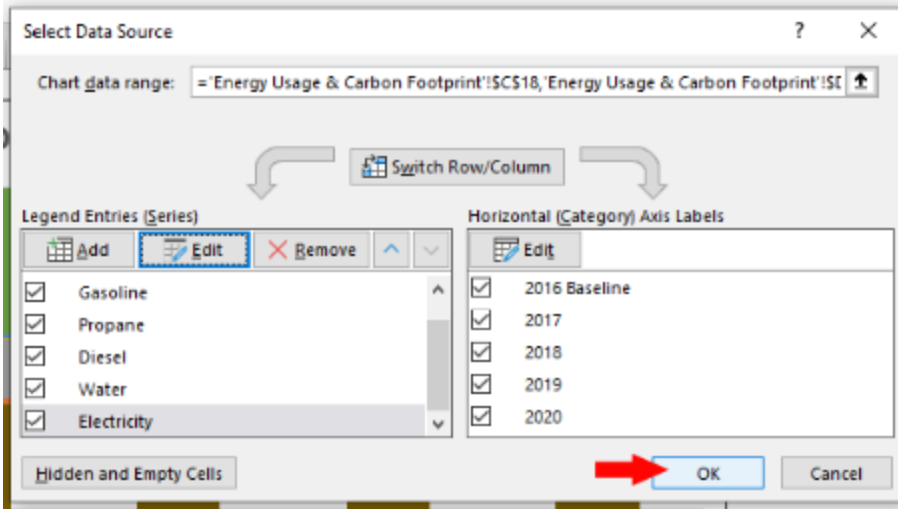 Select Data Source
?
Chart data range:
='Energy Usage & Carbon Footprint'!$C$18,'Energy Usage & Carbon Footprint'!$
Switch Row/Column
Legend Entries (Series)
Horizontal (Category) Axis Labels
Add
Edit
Remove
Edit
Gasoline
Propane
Diesel
Water
Electricity
2016 Baseline
2017
2018
2019
2020
Hidden and Empty Cells
OK
Cancel